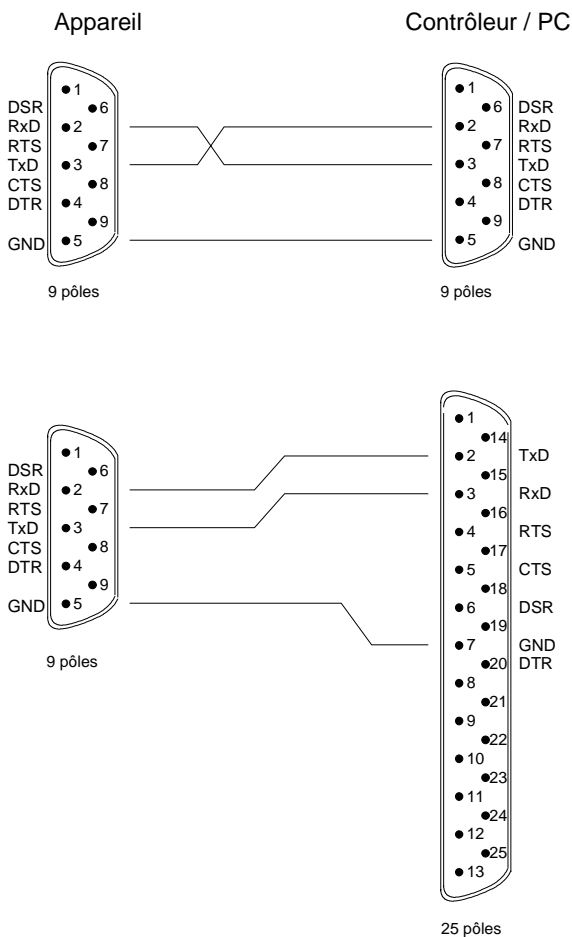 Appareil
Contrôleur / PC
1
DSR 6
RxD 2
RTS 7
TxD 3
CTS 8
DTR 4
9
GND 5
9 pôles
1
6 DSR
2 RxD
7 RTS
3 TxD
8 CTS
4 DTR
9
5 GND
9 pôles
1
DSR 6
RxD 2
RTS 7
TxD 3
CTS 8
DTR 4
9
GND 5
9 pôles
1
14
2 TxD
15
3 RxD
16
4 RTS
17
5 CTS
18
6 DSR
19
7 GND
20 DTR
8
21
9
22
10
23
11
24
12
25
13
25 pôles